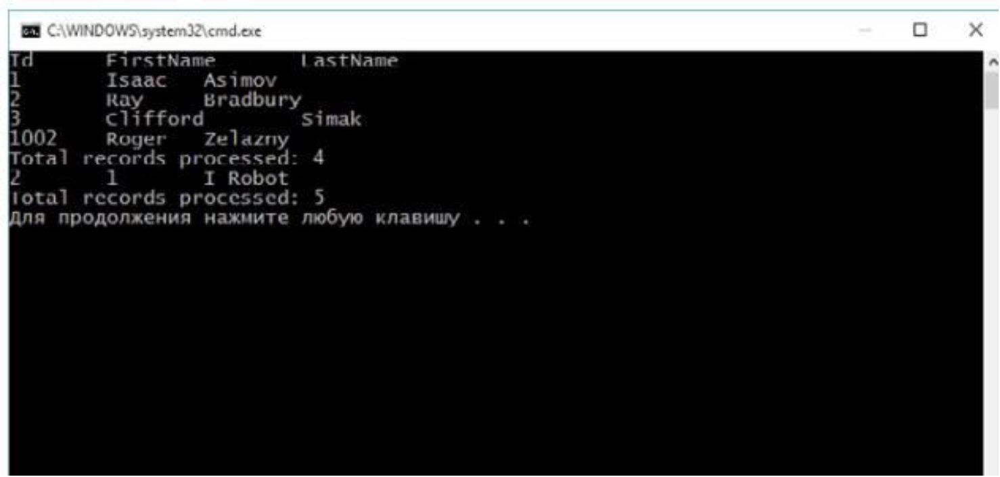 C:\WINDOWS\system32\cmd.exe
Id FirstName LastName
1 Isaac Asimov
2 Ray Bradbury
3 Clifford Simak
1002 Roger Zelazny
Total records processed: 4
2 1 I Robot
Total records processed: 5
Для продолжения нажмите любую клавишу . . .